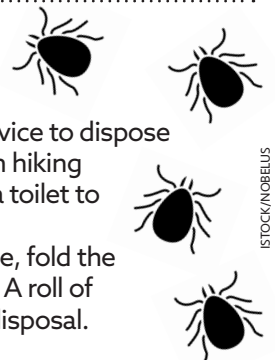 vice to dispose
hiking
toilet to
e, fold the
A roll of
isposal.
ISTOCK/NOBELUS